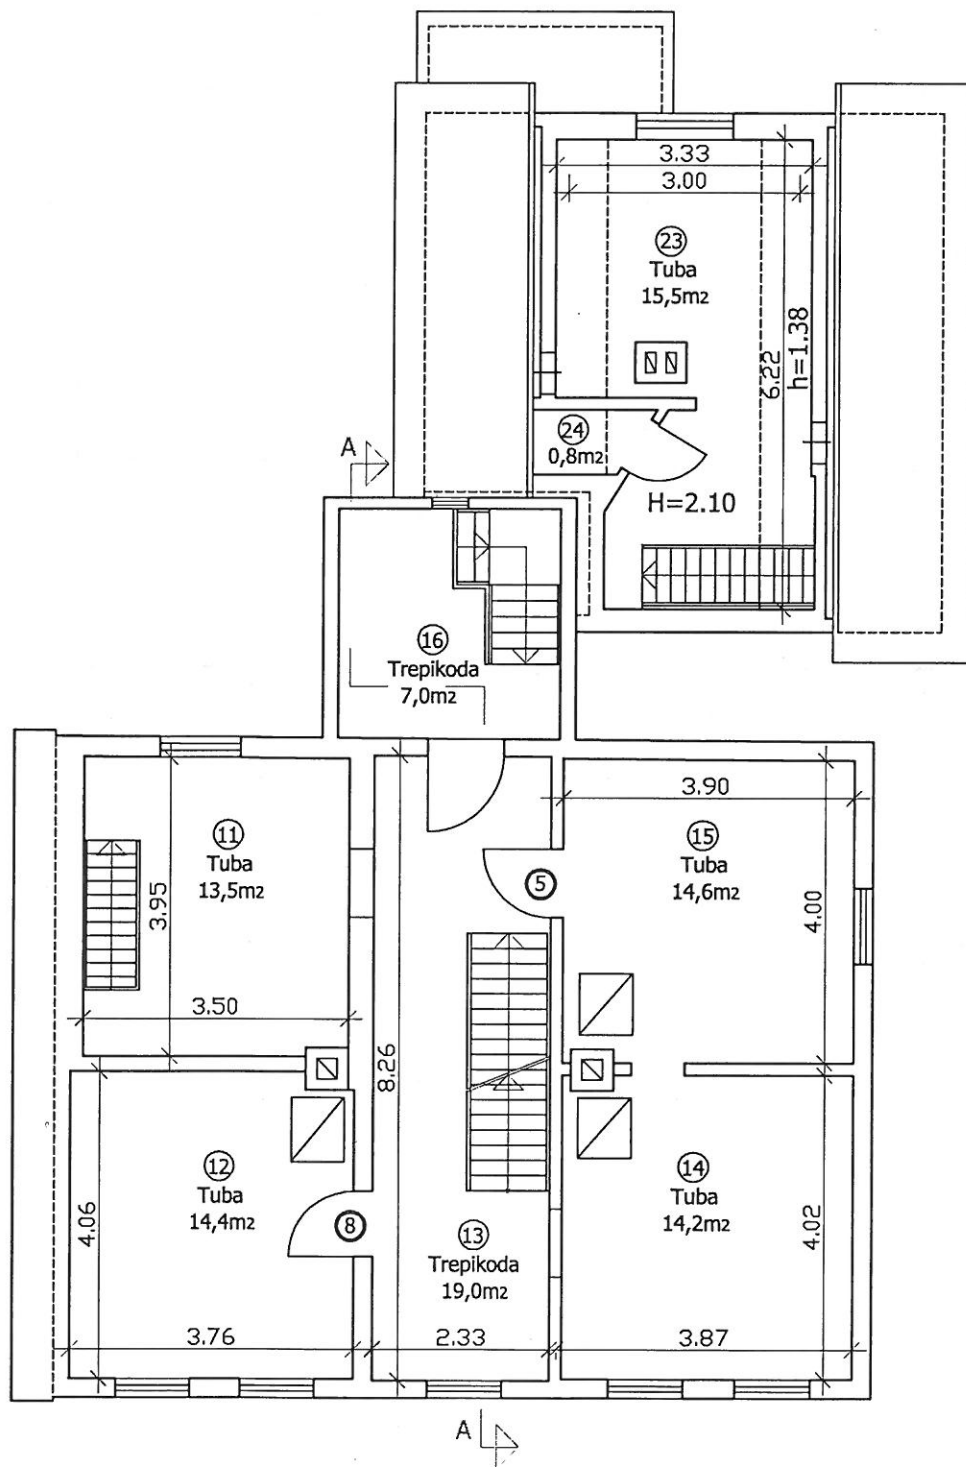 3.33
3.00
23
Tuba
15,5m2
h=1.38
6.22
24
0,8m2
H=2.10
A
16
Trepikoda
7,0m2
11
Tuba
13,5m2
3.95
3.50
3.90
15
Tuba
14,6m2
4.00
5
8.26
12
Tuba
14,4m2
4.06
8
13
Trepikoda
19,0m2
14
Tuba
14,2m2
4.02
3.76
2.33
3.87
A